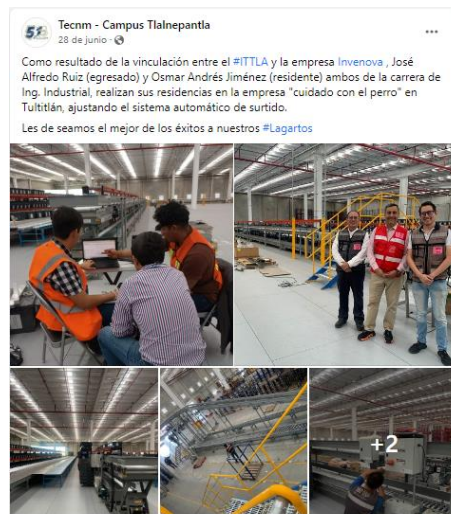 Tecnm - Campus Tlalnepantla
28 de junio ·
Como resultado de la vinculación entre el #ITTLA y la empresa Invenova , José
Alfredo Ruiz (egresado) y Osmar Andrés Jiménez (residente) ambos de la carrera de
Ing. Industrial, realizan sus residencias en la empresa "cuidado con el perro" en
Tultitlán, ajustando el sistema automático de surtido.
Les de seamos el mejor de los éxitos a nuestros #Lagartos
+2